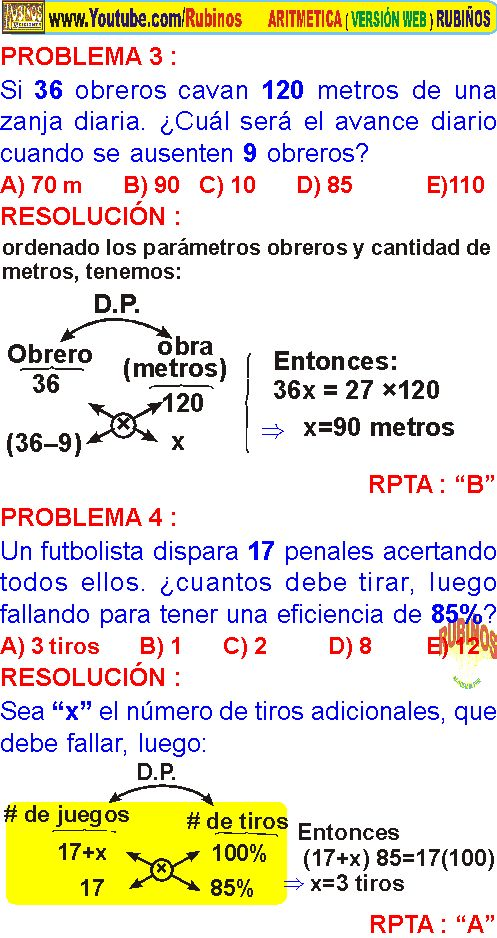 RUBIÑOS
www.Youtube.com/Rubinos ARITMETICA ( VERSIÓN WEB ) RUBIÑOS
PROBLEMA 3 :
Si 36 obreros cavan 120 metros de una
zanja diaria. ¿Cuál será el avance diario
cuando se ausenten 9 obreros?
A) 70 m B) 90 C) 10 D) 85 E)110
RESOLUCIÓN :
ordenado los parámetros obreros y cantidad de
metros, tenemos:
D.P.
Obrero obra
(metros)
36 120
(36–9) x
Entonces:
36x = 27 ×120
⇒ x=90 metros
RPTA : “B”
PROBLEMA 4 :
Un futbolista dispara 17 penales acertando
todos ellos. ¿cuantos debe tirar, luego
fallando para tener una eficiencia de 85%?
A) 3 tiros B) 1 C) 2 D) 8 E) 12
RUBIÑOS
RESOLUCIÓN :
Sea “x” el número de tiros adicionales, que
debe fallar, luego:
D.P.
# de juegos # de tiros
17+x 100%
17 85%
Entonces
(17+x) 85=17(100)
⇒ x=3 tiros
RPTA : “A”